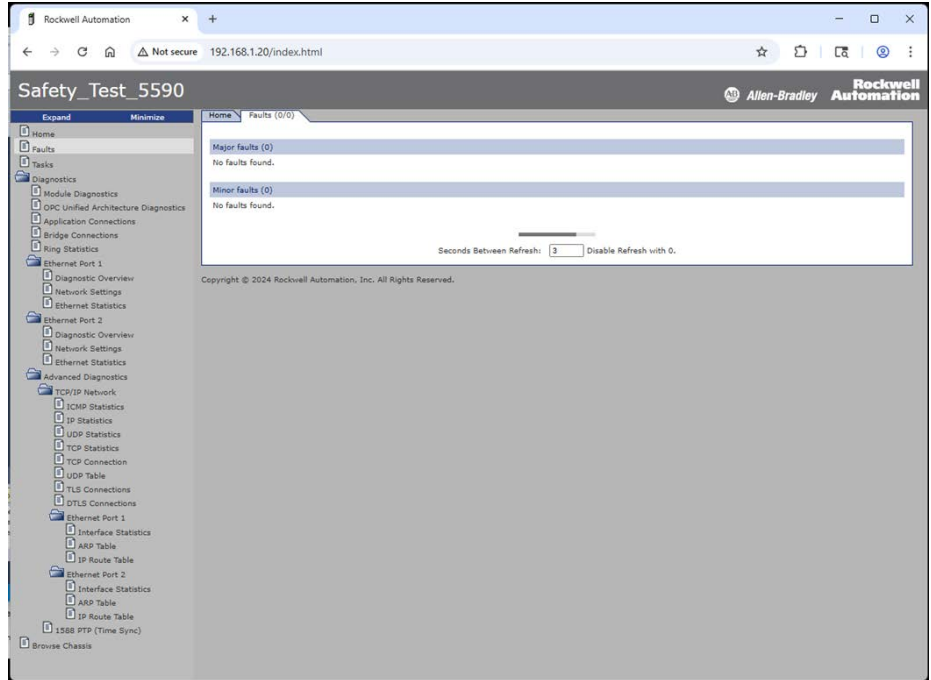 Rockwell Automation
Not secure 192.168.1.20/index.html
Safety_Test_5590
AB Allen-Bradley Rockwell Automation
Expand Minimize
Home
Faults
Tasks
Diagnostics
Module Diagnostics
OPC Unified Architecture Diagnostics
Application Connections
Bridge Connections
Ring Statistics
Ethernet Port 1
Diagnostic Overview
Network Settings
Ethernet Statistics
Ethernet Port 2
Diagnostic Overview
Network Settings
Ethernet Statistics
Advanced Diagnostics
TCP/IP Network
ICMP Statistics
IP Statistics
UDP Statistics
TCP Statistics
TCP Connection
UDP Table
TLS Connections
DTLS Connections
Ethernet Port 1
Interface Statistics
ARP Table
IP Route Table
Ethernet Port 2
Interface Statistics
ARP Table
IP Route Table
1588 PTP (Time Sync)
Browse Chassis
Home Faults (0/0)
Major faults (0)
No faults found.
Minor faults (0)
No faults found.
Seconds Between Refresh: 3 Disable Refresh with 0.
Copyright © 2024 Rockwell Automation, Inc. All Rights Reserved.